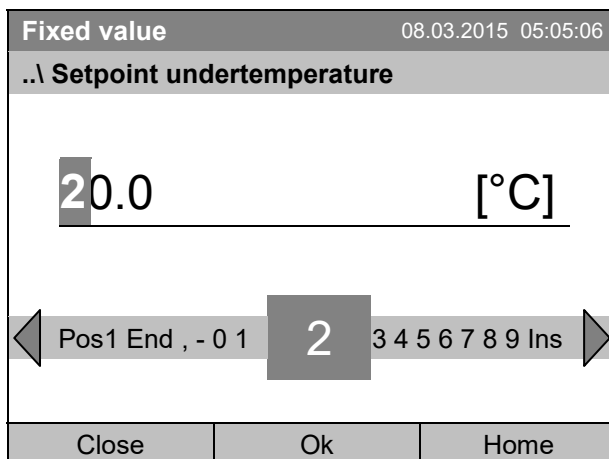 Fixed value 08.03.2015 05:05:06
..\ Setpoint undertemperature
20.0 [°C]
Pos1 End , - 0 1 2 3 4 5 6 7 8 9 Ins
Close Ok Home